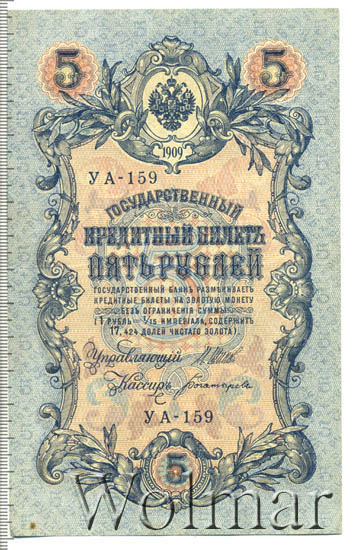 5 5
1909
УА-159
ГОСУДАРСТВЕННЫЙ
КРЕДИТНЫЙ БИЛЕТЪ
ПЯТЬ РУБЛЕЙ
ГОСУДАРСТВЕННЫЙ БАНКЪ РАЗМѢНИВАЕТЪ
КРЕДИТНЫЕ БИЛЕТЫ НА ЗОЛОТУЮ МОНЕТУ
БЕЗЪ ОГРАНИЧЕНІЯ СУММЫ
(1 РУБЛЬ = 1/15 ИМПЕРІАЛА, СОДЕРЖИТЪ
17,424 ДОЛЕЙ ЧИСТАГО ЗОЛОТА)
Управляющій
Кассиръ
УА-159
5
Wolmar